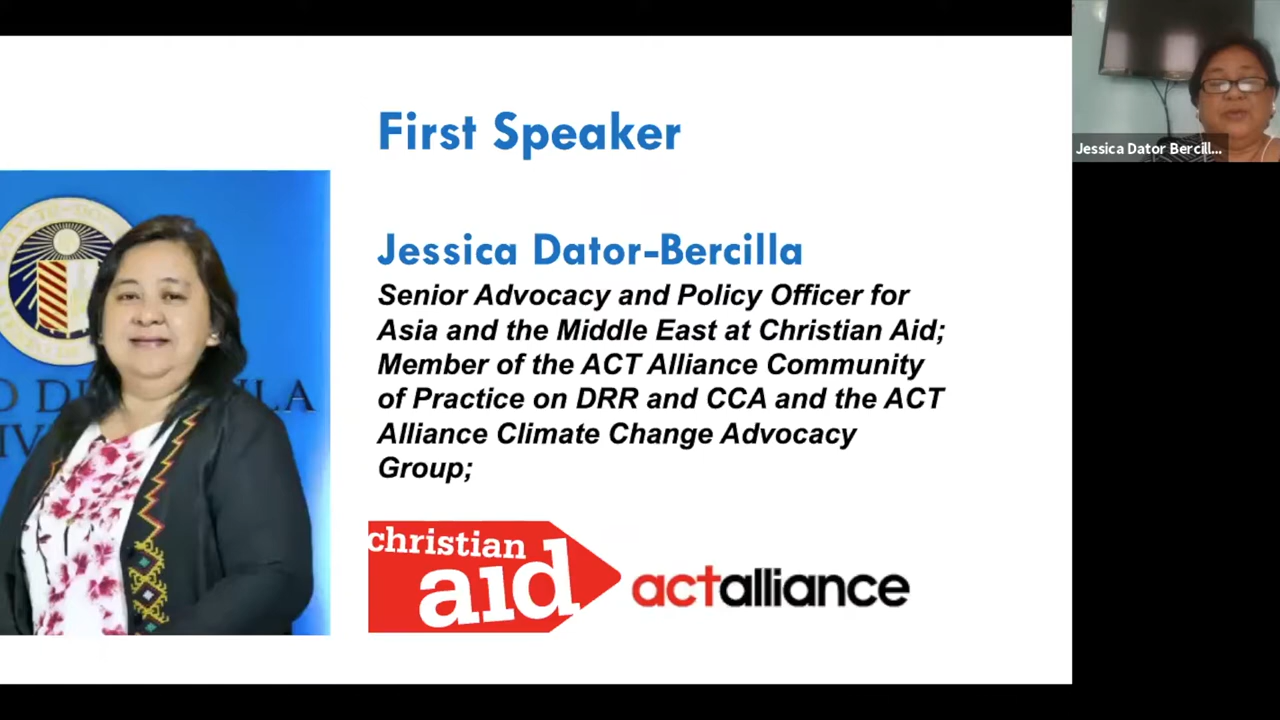 First Speaker
Jessica Dator-Bercilla
Senior Advocacy and Policy Officer for
Asia and the Middle East at Christian Aid;
Member of the ACT Alliance Community
of Practice on DRR and CCA and the ACT
Alliance Climate Change Advocacy
Group;
christian
aid
actalliance
Jessica Dator Bercill...